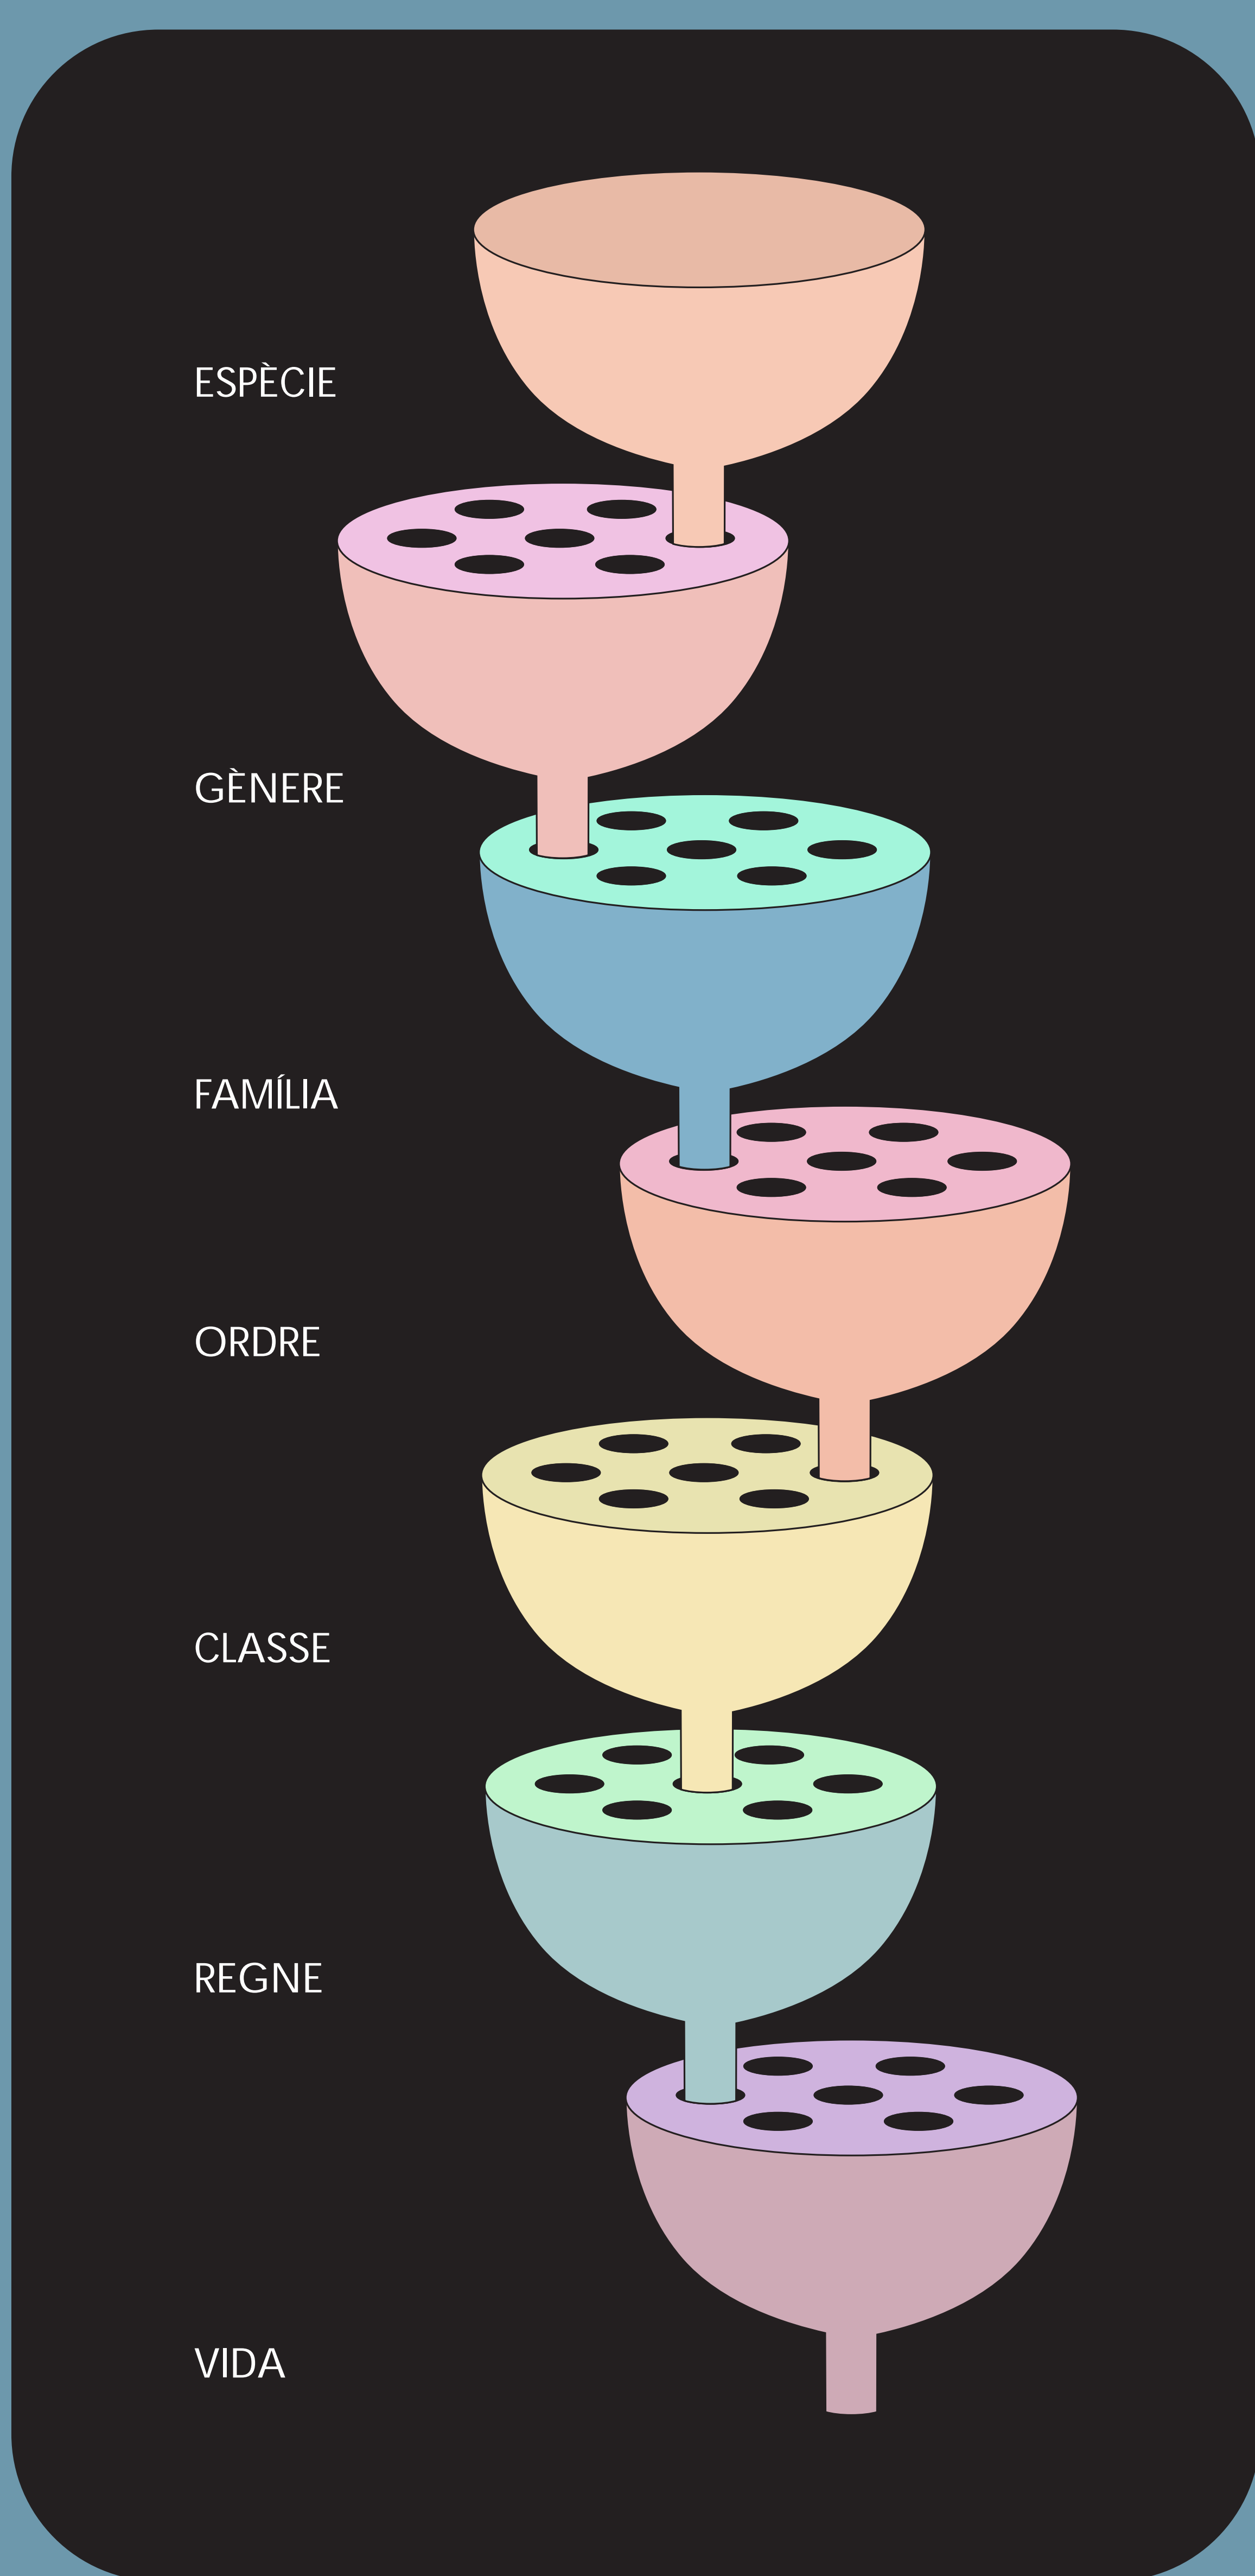 ESPÈCIE
GÈNERE
FAMÍLIA
ORDRE
CLASSE
REGNE
VIDA